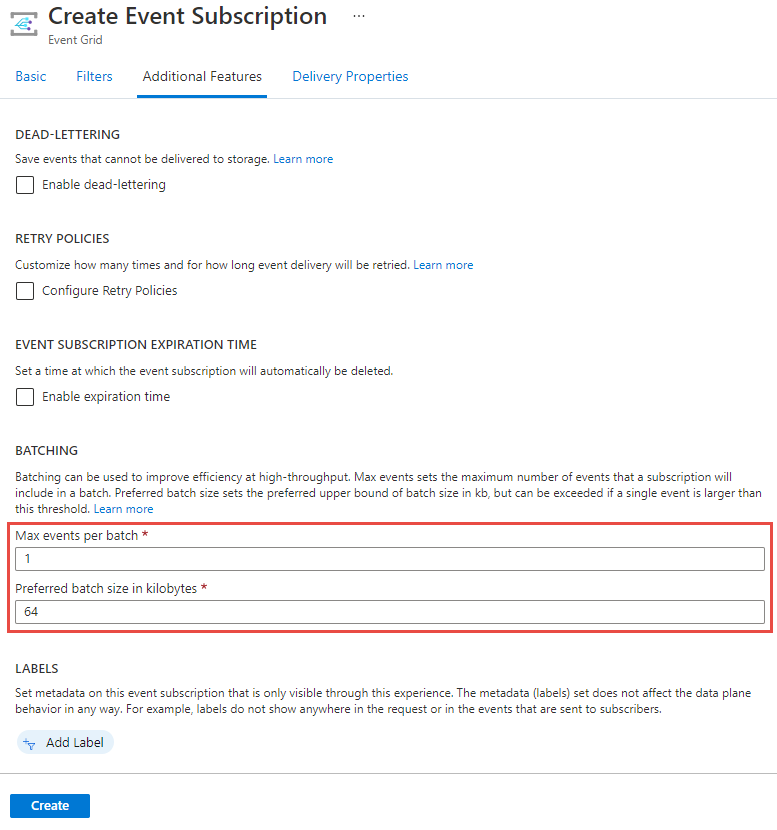 Create Event Subscription ...
Event Grid
Basic Filters Additional Features Delivery Properties
DEAD-LETTERING
Save events that cannot be delivered to storage. Learn more
Enable dead-lettering
RETRY POLICIES
Customize how many times and for how long event delivery will be retried. Learn more
Configure Retry Policies
EVENT SUBSCRIPTION EXPIRATION TIME
Set a time at which the event subscription will automatically be deleted.
Enable expiration time
BATCHING
Batching can be used to improve efficiency at high-throughput. Max events sets the maximum number of events that a subscription will
include in a batch. Preferred batch size sets the preferred upper bound of batch size in kb, but can be exceeded if a single event is larger than
this threshold. Learn more
Max events per batch *
1
Preferred batch size in kilobytes *
64
LABELS
Set metadata on this event subscription that is only visible through this experience. The metadata (labels) set does not affect the data plane
behavior in any way. For example, labels do not show anywhere in the request or in the events that are sent to subscribers.
Add Label
Create